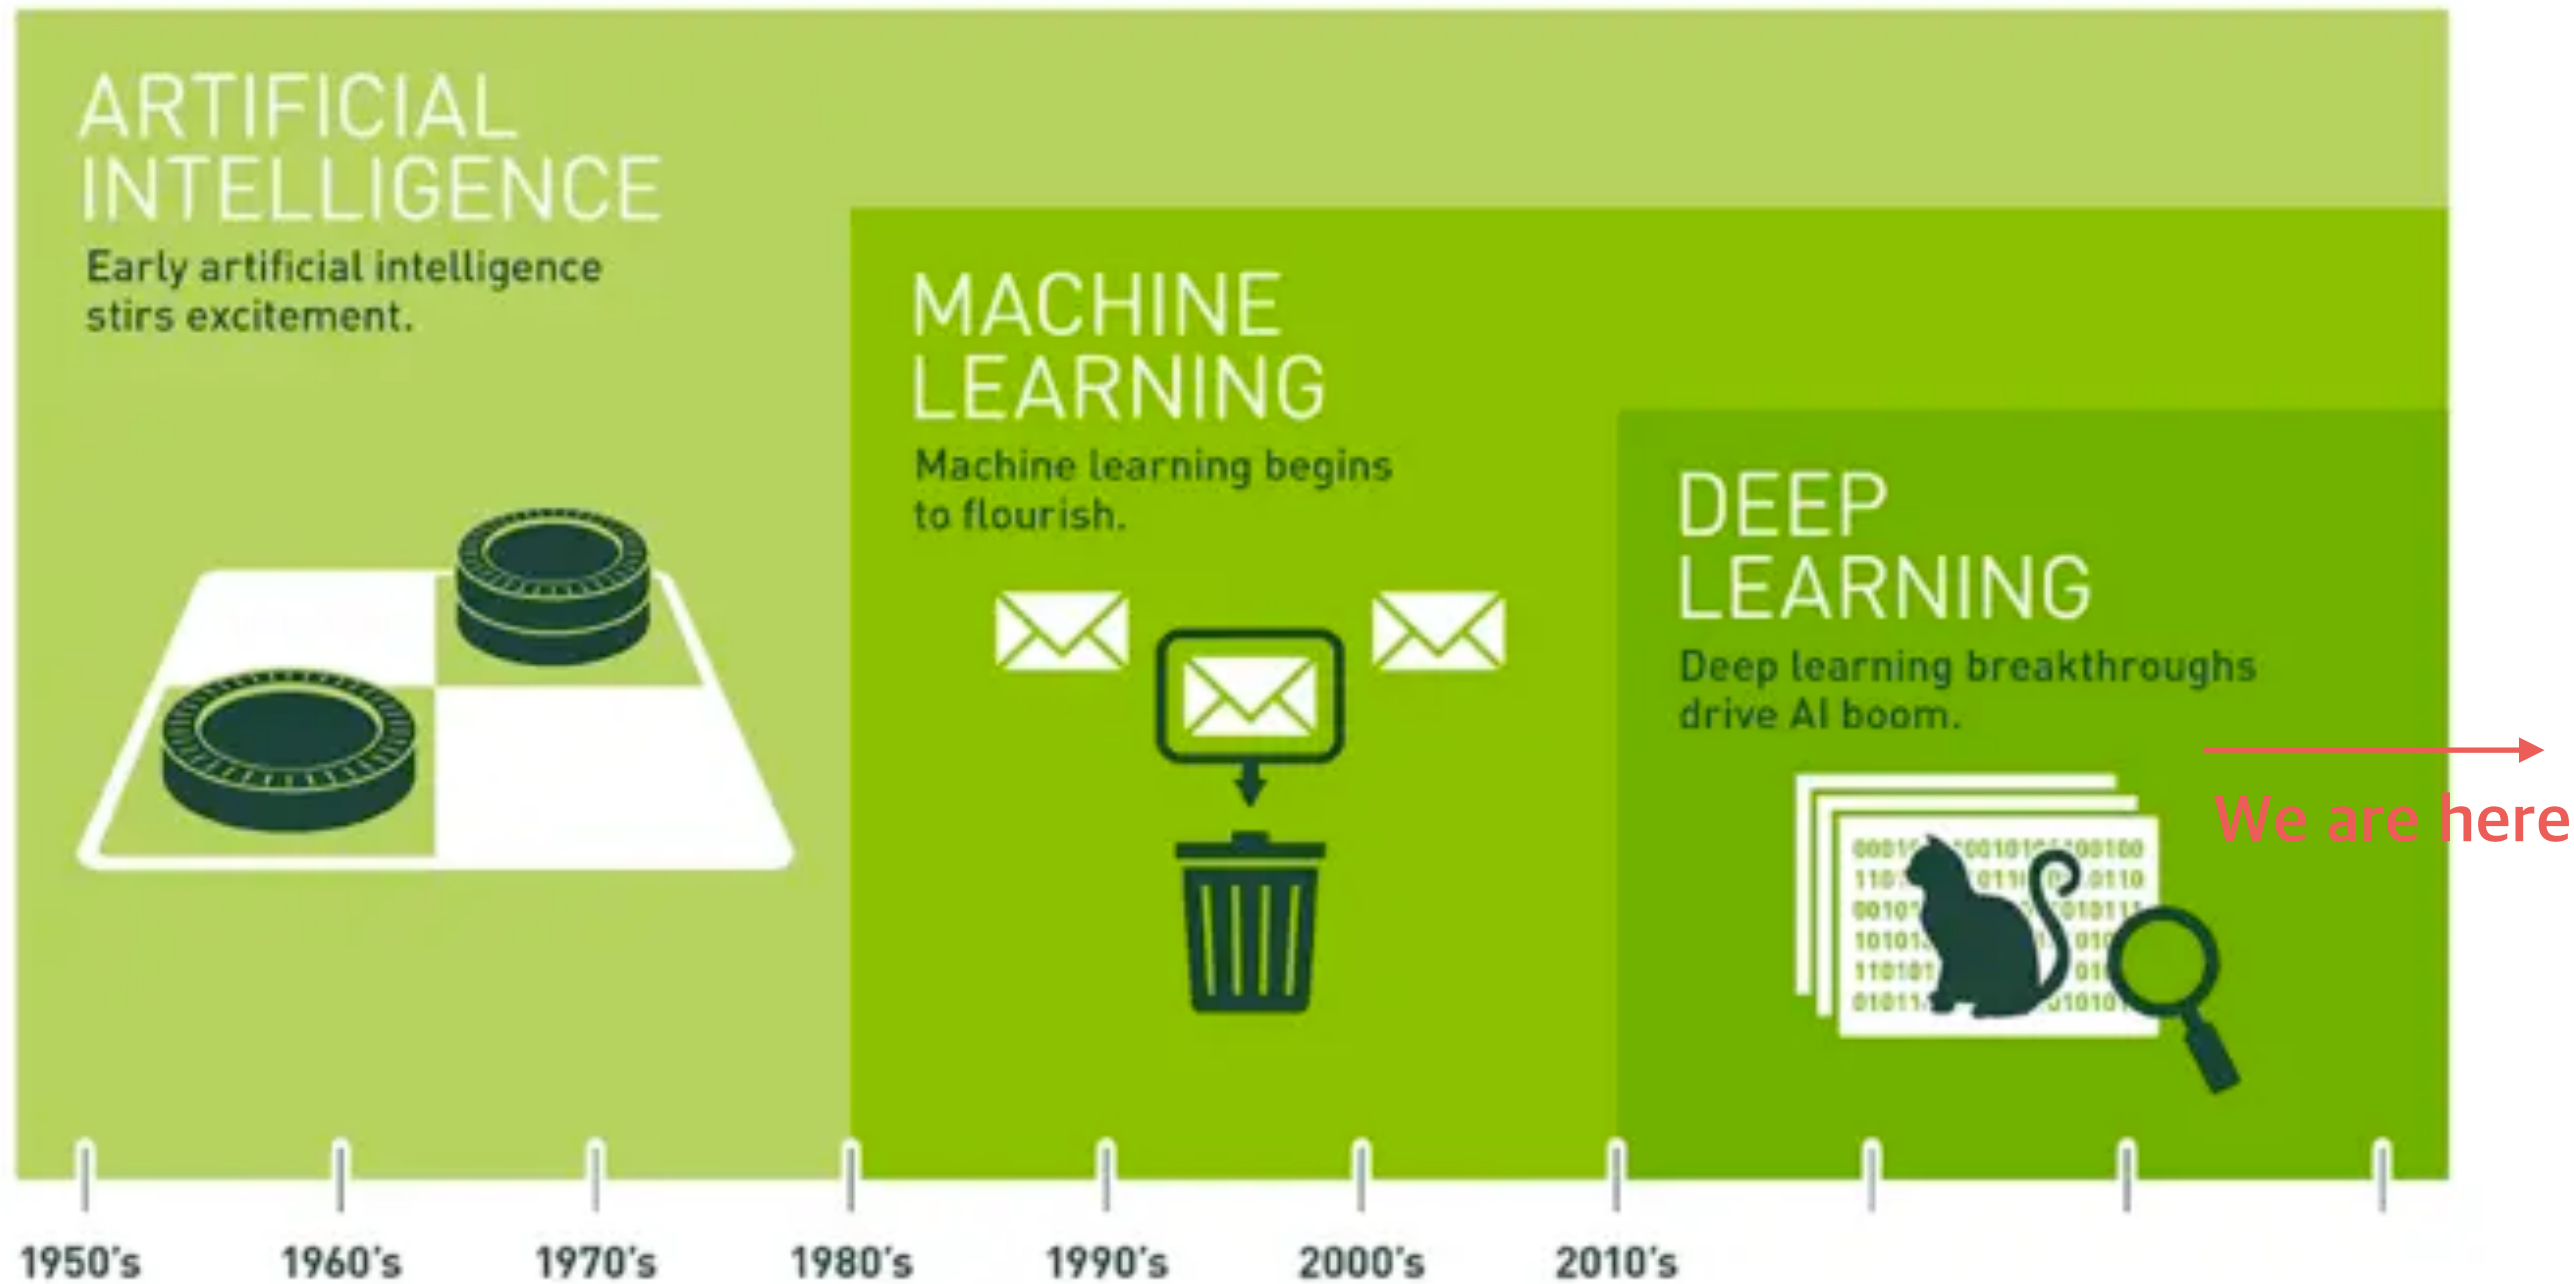 ARTIFICIAL
INTELLIGENCE
Early artificial intelligence
stirs excitement.
MACHINE
LEARNING
Machine learning begins
to flourish.
DEEP
LEARNING
Deep learning breakthroughs
drive AI boom.
We are here
1950's
1960's
1970's
1980's
1990's
2000's
2010's